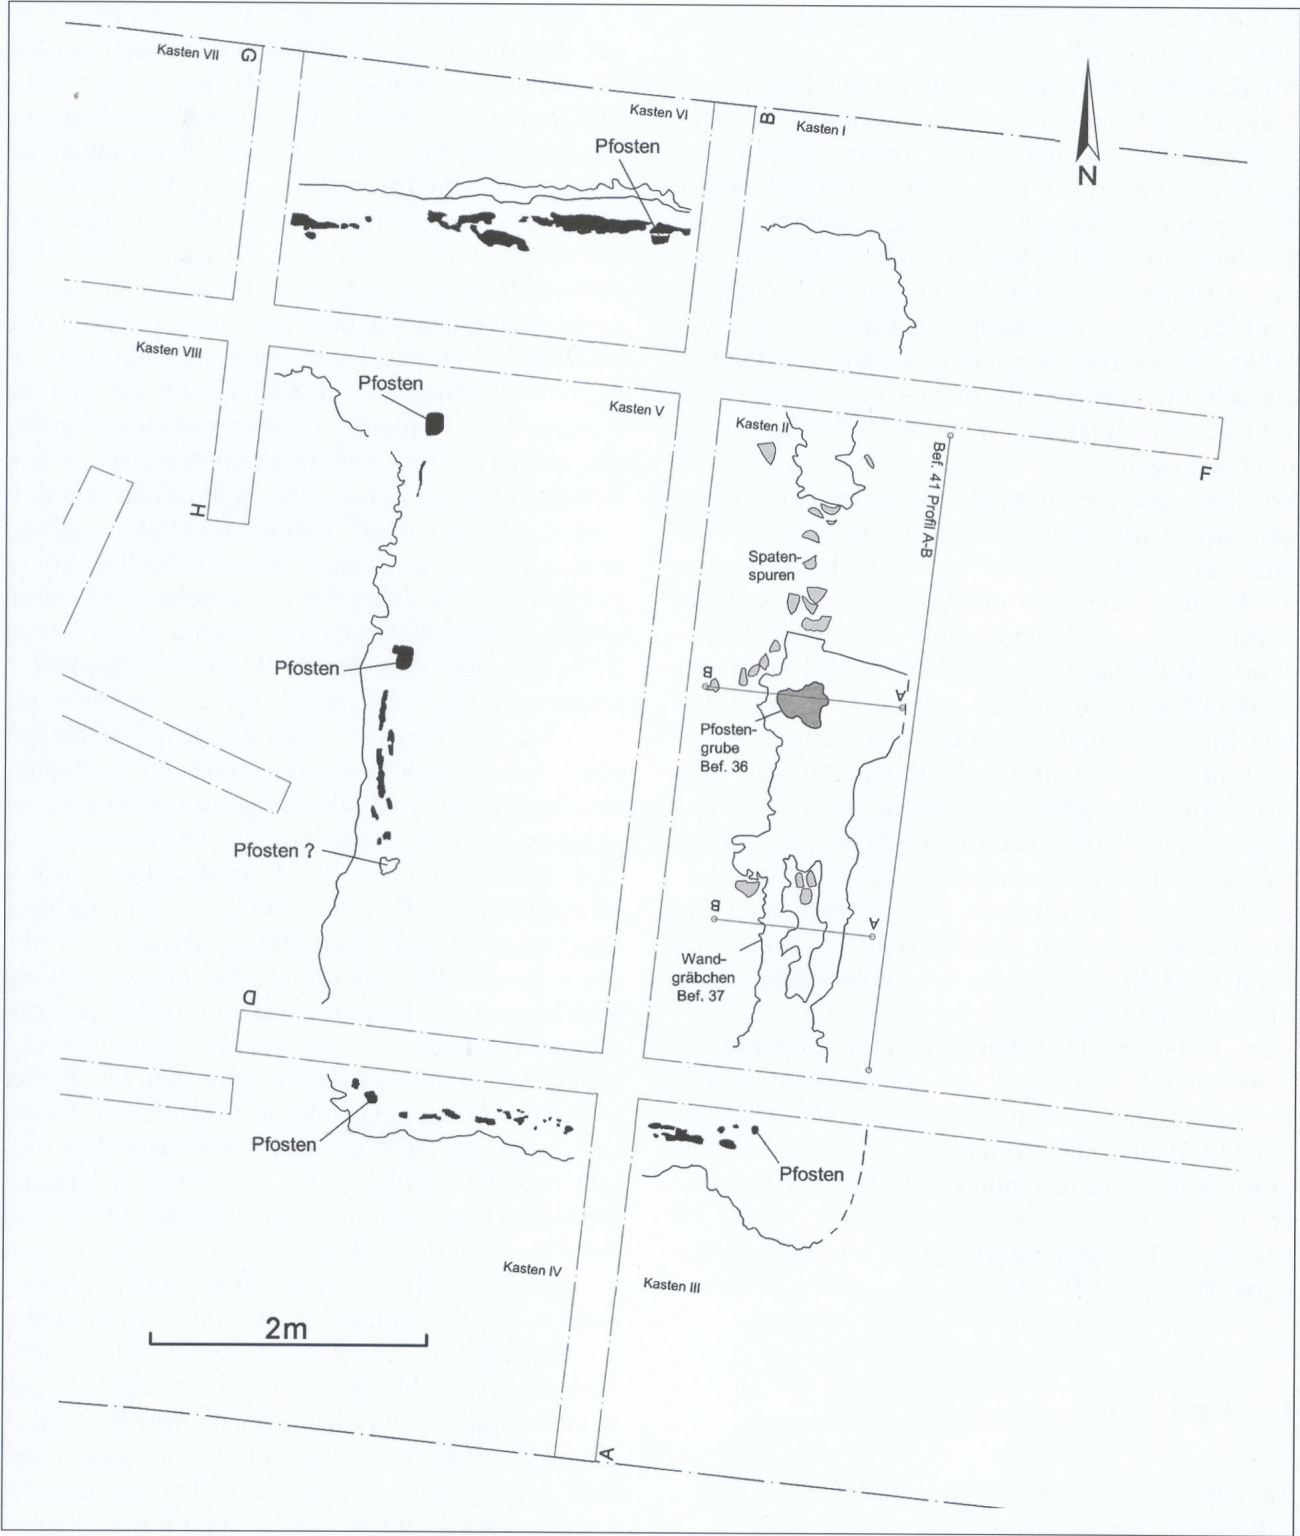 Kasten VII
G
Kasten VI
B
Kasten I
Pfosten
N
Kasten VIII
Pfosten
Kasten V
Kasten II
F
H
Bef. 41 Profil A-B
Spaten-
spuren
Pfosten
B
A
Pfosten-
grube
Bef. 36
Pfosten ?
B
A
Wand-
gräbchen
Bef. 37
D
Pfosten
Pfosten
Kasten IV
Kasten III
2m
A